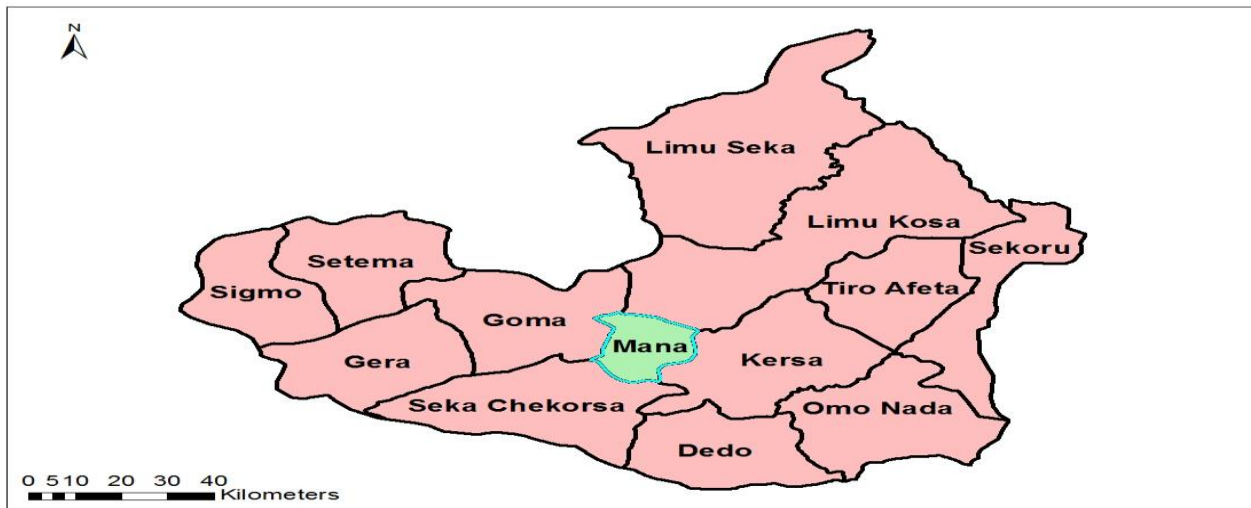 N
Limu Seka
Limu Kosa
Sekoru
Setema
Tiro Afeta
Sigmo
Goma
Mana
Kersa
Gera
Seka Chekorsa
Omo Nada
Dedo
0 5 10 20 30 40
Kilometers